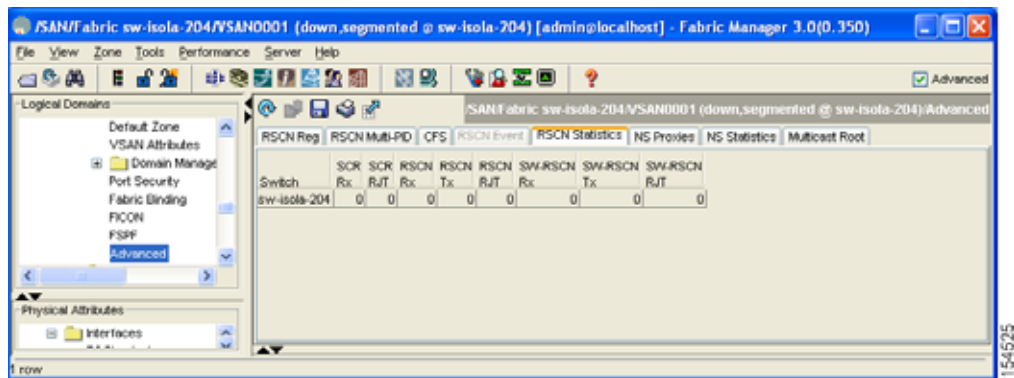 /SAN/Fabric sw-isola-204/VSAN0001 (down,segmented @ sw-isola-204) [admin@localhost] - Fabric Manager 3.0(0.350)
File View Zone Tools Performance Server Help
Advanced
Logical Domains
Default Zone
VSAN Attributes
Domain Manage
Port Security
Fabric Binding
FICON
FSPF
Advanced
/SAN/Fabric sw-isola-204/VSAN0001 (down,segmented @ sw-isola-204)/Advanced
RSCN Reg RSCN Multi-PID CFS RSCN Event RSCN Statistics NS Proxies NS Statistics Multicast Root
SCR SCR RSCN RSCN RSCN SW-RSCN SW-RSCN SW-RSCN
Switch Rx RJT Rx Tx RJT Rx Tx RJT
sw-isola-204 0 0 0 0 0 0 0 0
Physical Attributes
Interfaces
1 row
154525